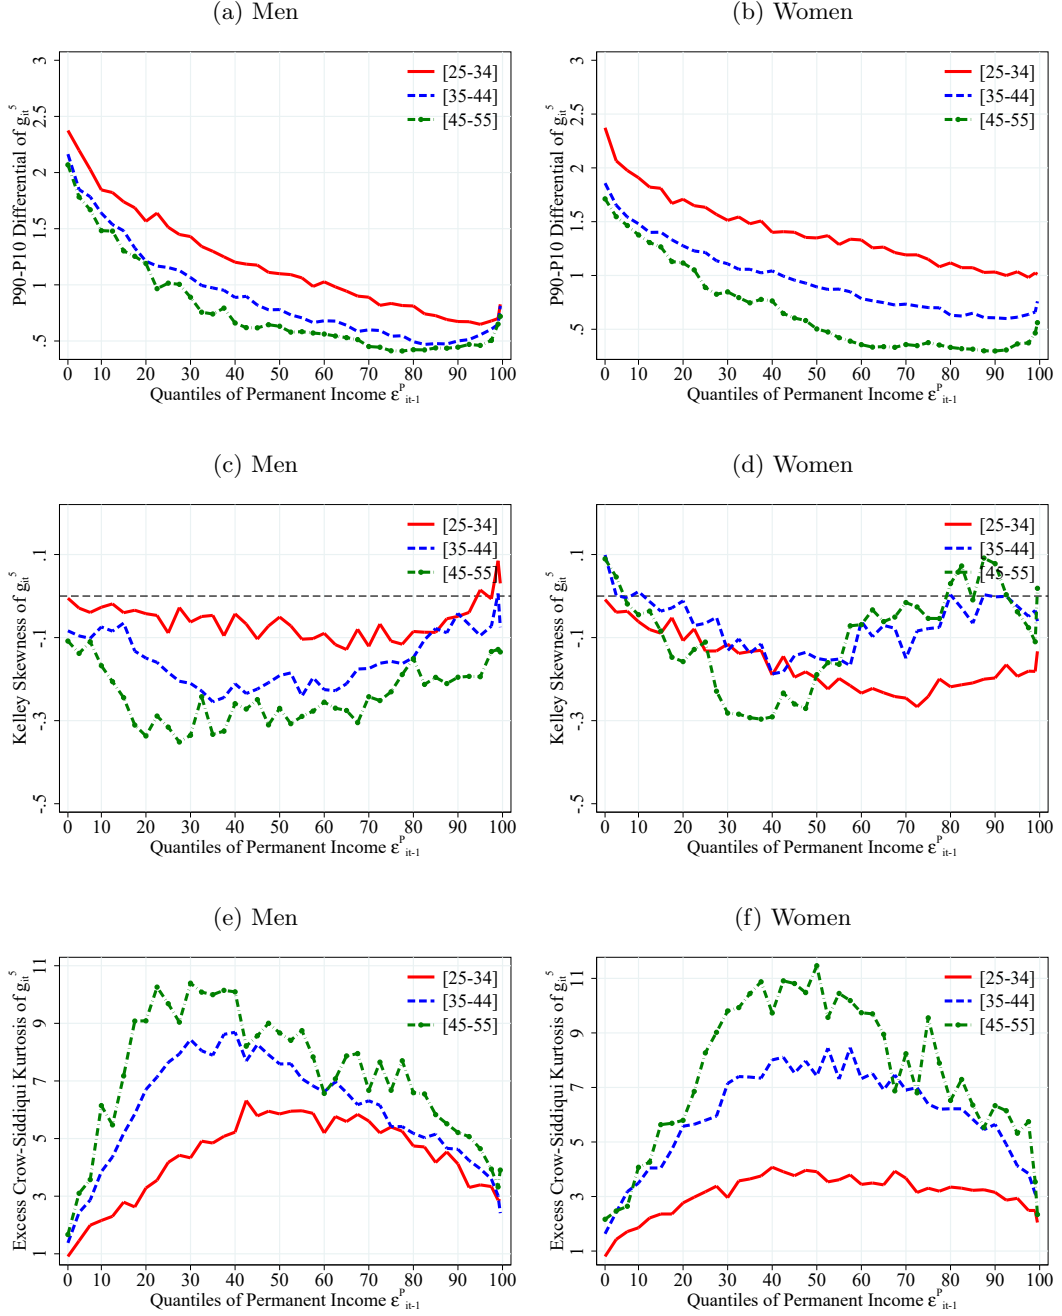 (a) Men
(b) Women
P90-P10 Differential of g_it^5
3
2.5
2
1.5
1
.5
[25-34]
[35-44]
[45-55]
0 10 20 30 40 50 60 70 80 90 100
Quantiles of Permanent Income ε^P_it-1
P90-P10 Differential of g_it^5
3
2.5
2
1.5
1
.5
[25-34]
[35-44]
[45-55]
0 10 20 30 40 50 60 70 80 90 100
Quantiles of Permanent Income ε^P_it-1
(c) Men
(d) Women
Kelley Skewness of g_it^5
.1
-.1
-.3
-.5
[25-34]
[35-44]
[45-55]
0 10 20 30 40 50 60 70 80 90 100
Quantiles of Permanent Income ε^P_it-1
Kelley Skewness of g_it^5
.1
-.1
-.3
-.5
[25-34]
[35-44]
[45-55]
0 10 20 30 40 50 60 70 80 90 100
Quantiles of Permanent Income ε^P_it-1
(e) Men
(f) Women
Excess Crow-Siddiqui Kurtosis of g_it^5
11
9
7
5
3
1
[25-34]
[35-44]
[45-55]
0 10 20 30 40 50 60 70 80 90 100
Quantiles of Permanent Income ε^P_it-1
Excess Crow-Siddiqui Kurtosis of g_it^5
11
9
7
5
3
1
[25-34]
[35-44]
[45-55]
0 10 20 30 40 50 60 70 80 90 100
Quantiles of Permanent Income ε^P_it-1